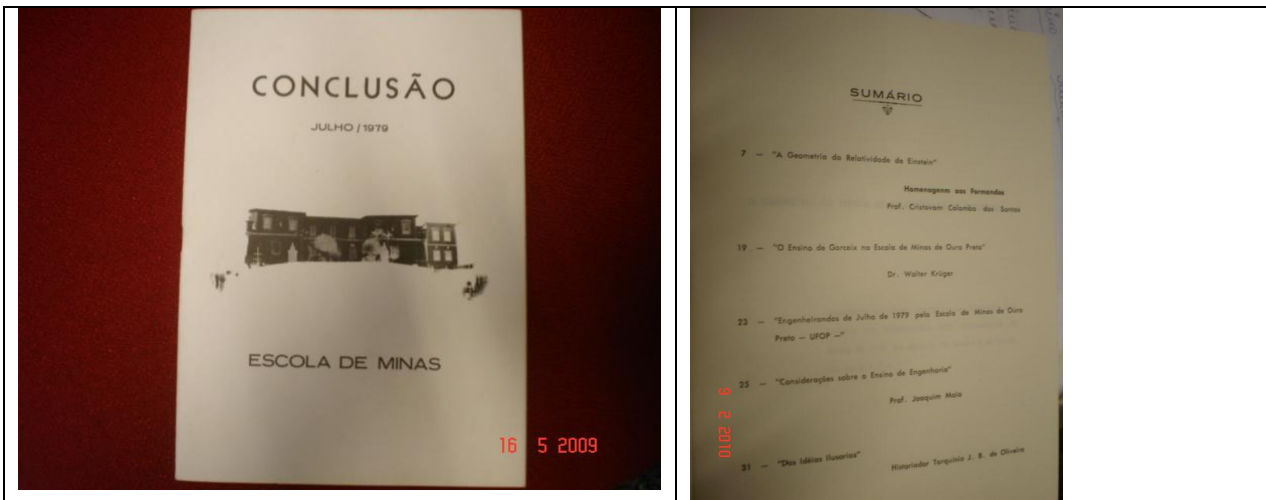 CONCLUSÃO
JULHO / 1979
ESCOLA DE MINAS
16 5 2009
SUMÁRIO
7 — "A Geometria da Relatividade de Einstein"
Homenagenm aos Formandos
Prof. Cristovam Colombo dos Santos
19 — "O Ensino de Gorceix na Escola de Minas de Ouro Preto"
Dr. Walter Krüger
23 — "Engenheirandos de Julho de 1979 pela Escola de Minas de Ouro
Preto — UFOP —"
25 — "Considerações sobre o Ensino de Engenharia"
Prof. Joaquim Maia
31 — "Das Idéias Ilusorias" Historiador Tarquínio J. B. de Oliveira
6 2 2010